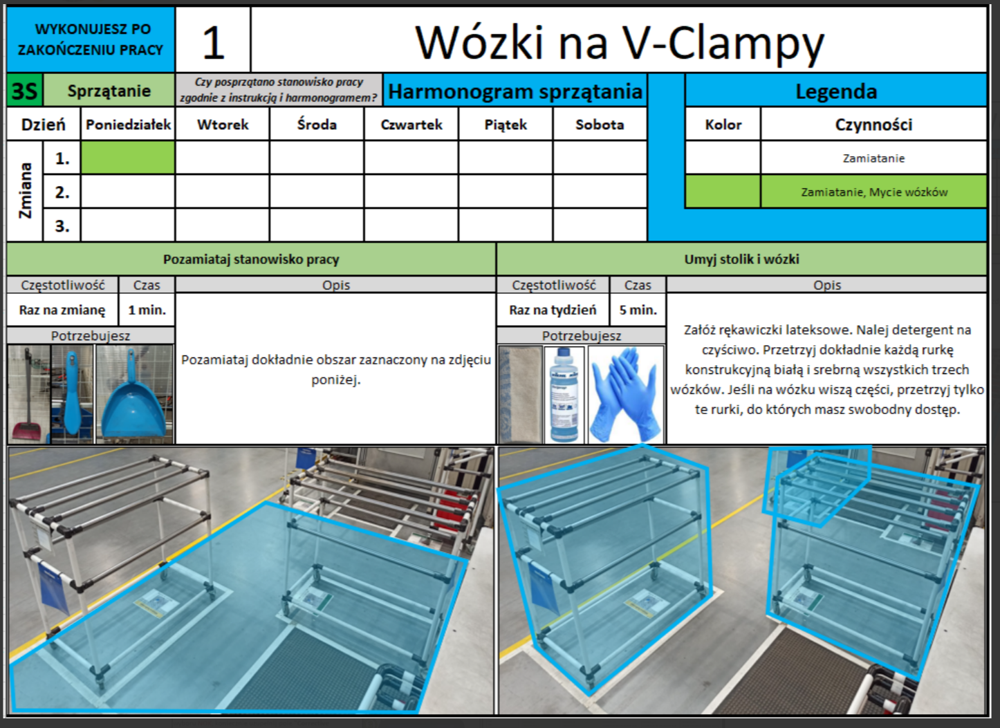 WYKONUJESZ PO
ZAKOŃCZENIU PRACY
1
Wózki na V-Clampy
3S
Sprzątanie
Czy posprzątano stanowisko pracy
zgodnie z instrukcją i harmonogramem?
Harmonogram sprzątania
Legenda
Dzień
Poniedziałek
Wtorek
Środa
Czwartek
Piątek
Sobota
Kolor
Czynności
Zmiana
1.
2.
3.
Zamiatanie
Zamiatanie, Mycie wózków
Pozamiataj stanowisko pracy
Częstotliwość
Czas
Opis
Raz na zmianę
1 min.
Potrzebujesz
Pozamiataj dokładnie obszar zaznaczony na zdjęciu
poniżej.
Umyj stolik i wózki
Częstotliwość
Czas
Opis
Raz na tydzień
5 min.
Potrzebujesz
Załóż rękawiczki lateksowe. Nalej detergent na
czyściwo. Przetrzyj dokładnie każdą rurkę
konstrukcyjną białą i srebrną wszystkich trzech
wózków. Jeśli na wózku wiszą części, przetrzyj tylko
te rurki, do których masz swobodny dostęp.